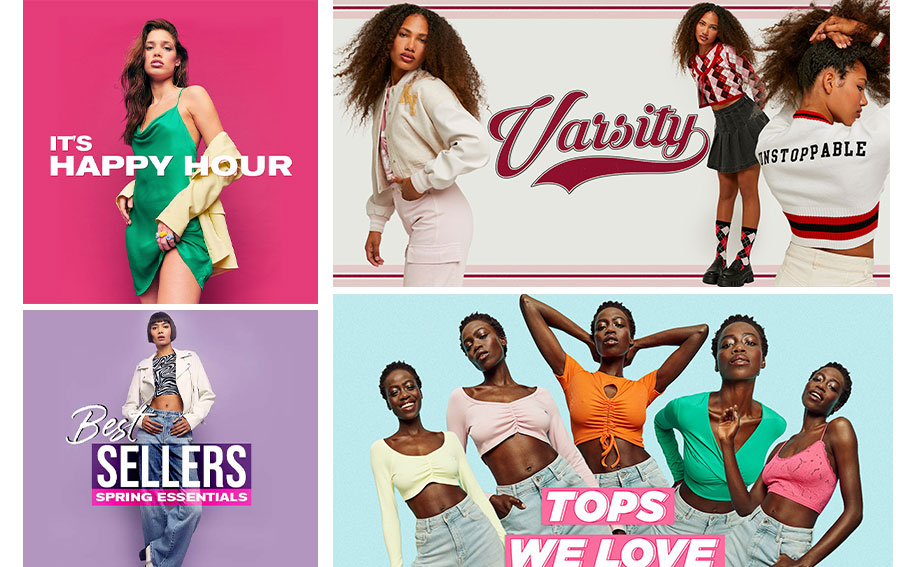 IT'S
HAPPY HOUR
Varsity
UNSTOPPABLE
Best
SELLERS
SPRING ESSENTIALS
TOPS
WE LOVE